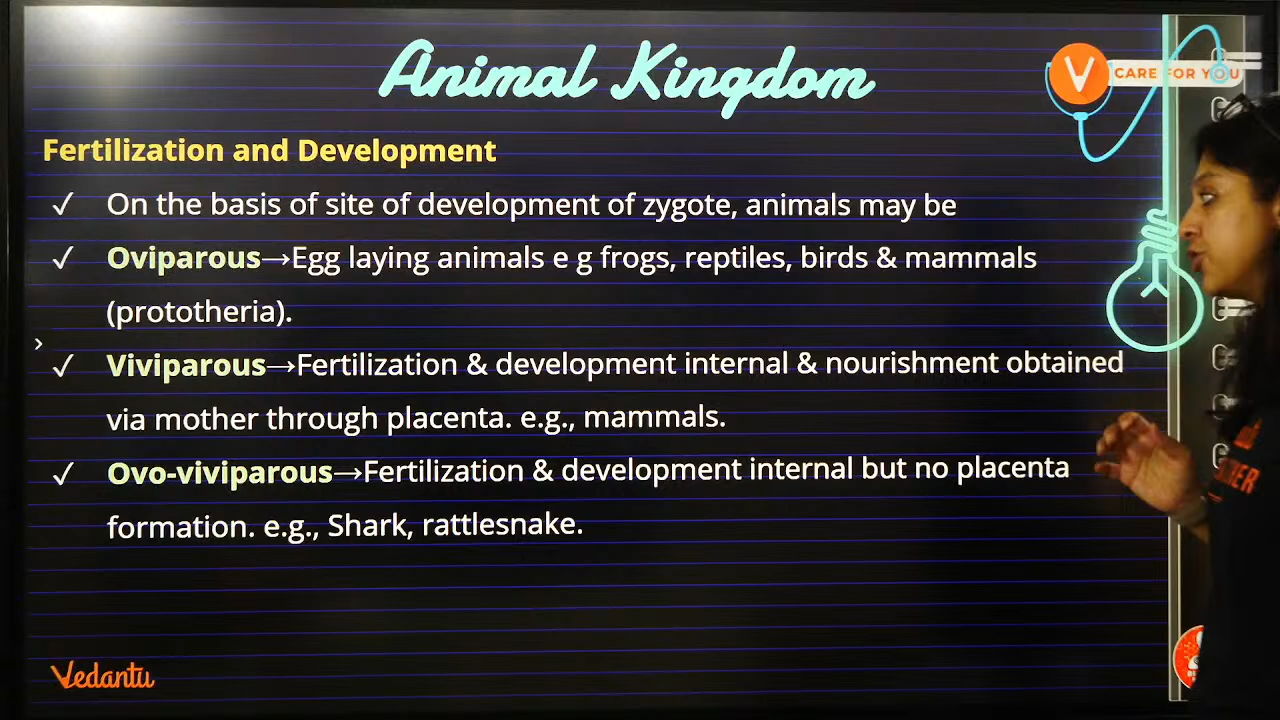 Animal Kingdom
V CARE FOR YOU
Fertilization and Development
✓ On the basis of site of development of zygote, animals may be
✓ Oviparous→Egg laying animals e g frogs, reptiles, birds & mammals
(prototheria).
✓ Viviparous→Fertilization & development internal & nourishment obtained
via mother through placenta. e.g., mammals.
✓ Ovo-viviparous→Fertilization & development internal but no placenta
formation. e.g., Shark, rattlesnake.
Vedantu